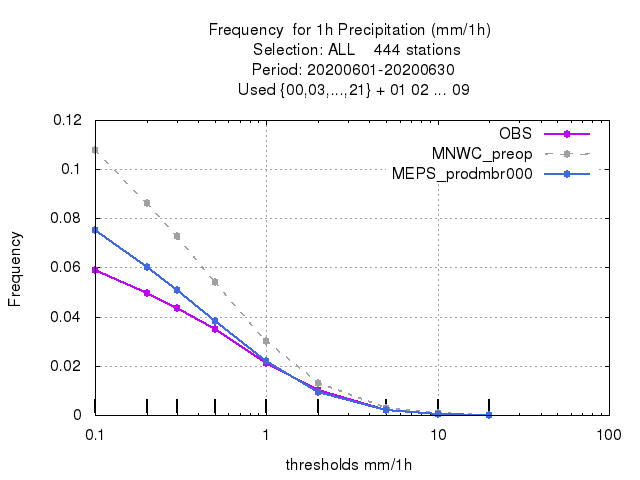 Frequency for 1h Precipitation (mm/1h)
Selection: ALL 444 stations
Period: 20200601-20200630
Used {00,03,...,21} + 01 02 ... 09
OBS
MNWC_preop
MEPS_prodmbr000
0.12
0.1
0.08
0.06
0.04
0.02
0
Frequency
0.1
1
10
100
thresholds mm/1h